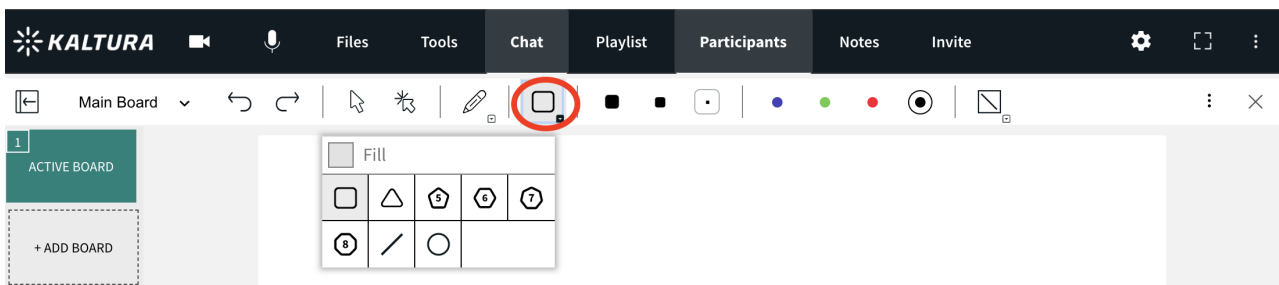 KALTURA Files Tools Chat Playlist Participants Notes Invite
Main Board
1
ACTIVE BOARD
Fill
5 6 7
+ ADD BOARD
8